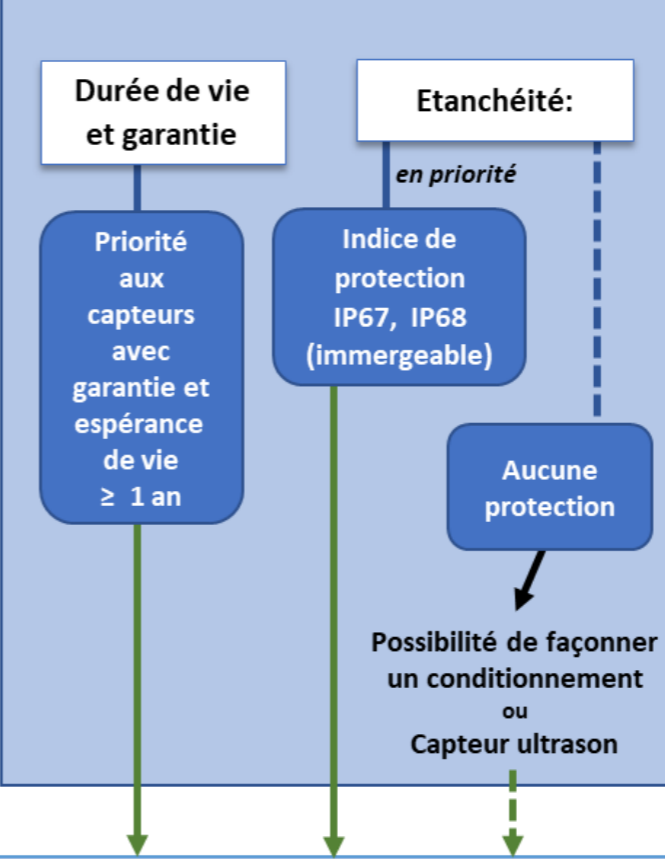 Durée de vie
et garantie
Etanchéité:
en priorité
Priorité
aux
capteurs
avec
garantie et
espérance
de vie
≥ 1 an
Indice de
protection
IP67, IP68
(immergeable)
Aucune
protection
Possibilité de façonner
un conditionnement
ou
Capteur ultrason